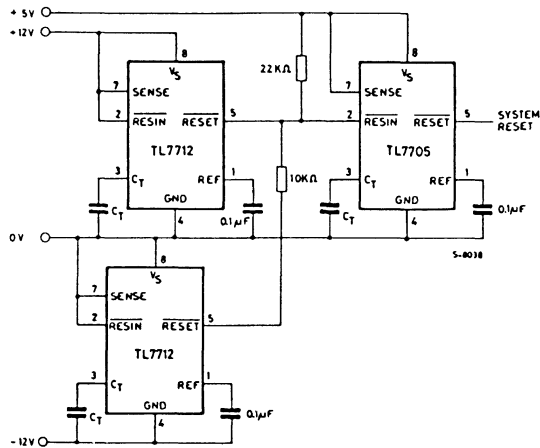 + 5V
+12V
8
VS
7
SENSE
2
RESIN
RESET
5
TL7712
3
CT
REF
1
GND
4
CT
0.1µF
22KΩ
10KΩ
8
VS
7
SENSE
2
RESIN
RESET
5
SYSTEM
RESET
TL7705
3
CT
REF
1
GND
4
CT
0.1µF
S-8038
0V
8
VS
7
SENSE
2
RESIN
RESET
5
TL7712
3
CT
REF
1
GND
4
CT
0.1µF
-12V